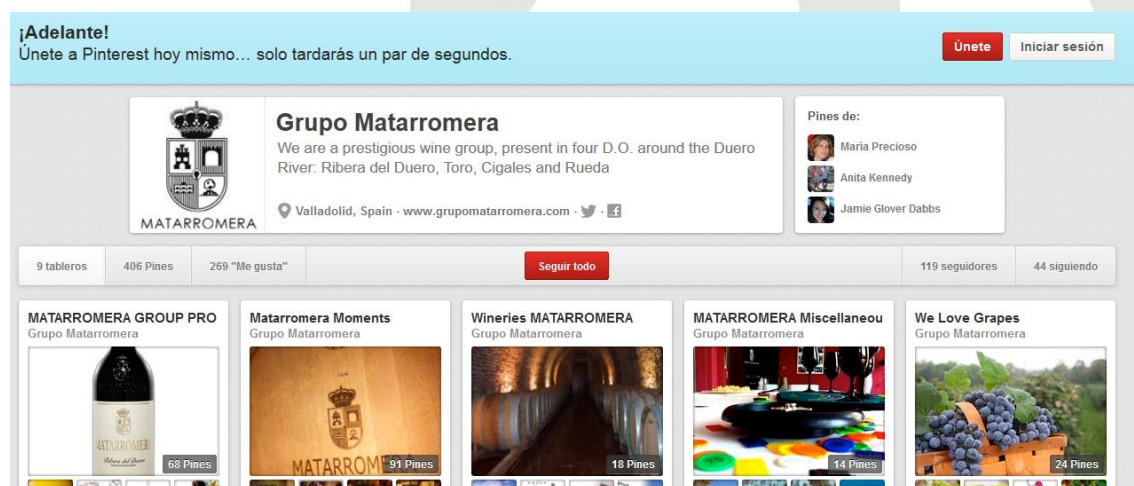 ¡Adelante!
Únete a Pinterest hoy mismo… solo tardarás un par de segundos.
Únete
Iniciar sesión
MATARROMERA
Grupo Matarromera
We are a prestigious wine group, present in four D.O. around the Duero
River: Ribera del Duero, Toro, Cigales and Rueda
Valladolid, Spain · www.grupomatarromera.com ·
Pines de:
Maria Precioso
Anita Kennedy
Jamie Glover Dabbs
9 tableros
406 Pines
269 "Me gusta"
Seguir todo
119 seguidores
44 siguiendo
MATARROMERA GROUP PRO
Grupo Matarromera
MATARROMERA
Ribera del Duero
68 Pines
Matarromera Moments
Grupo Matarromera
MATARROM
91 Pines
Wineries MATARROMERA
Grupo Matarromera
18 Pines
MATARROMERA Miscellaneou
Grupo Matarromera
14 Pines
We Love Grapes
Grupo Matarromera
24 Pines